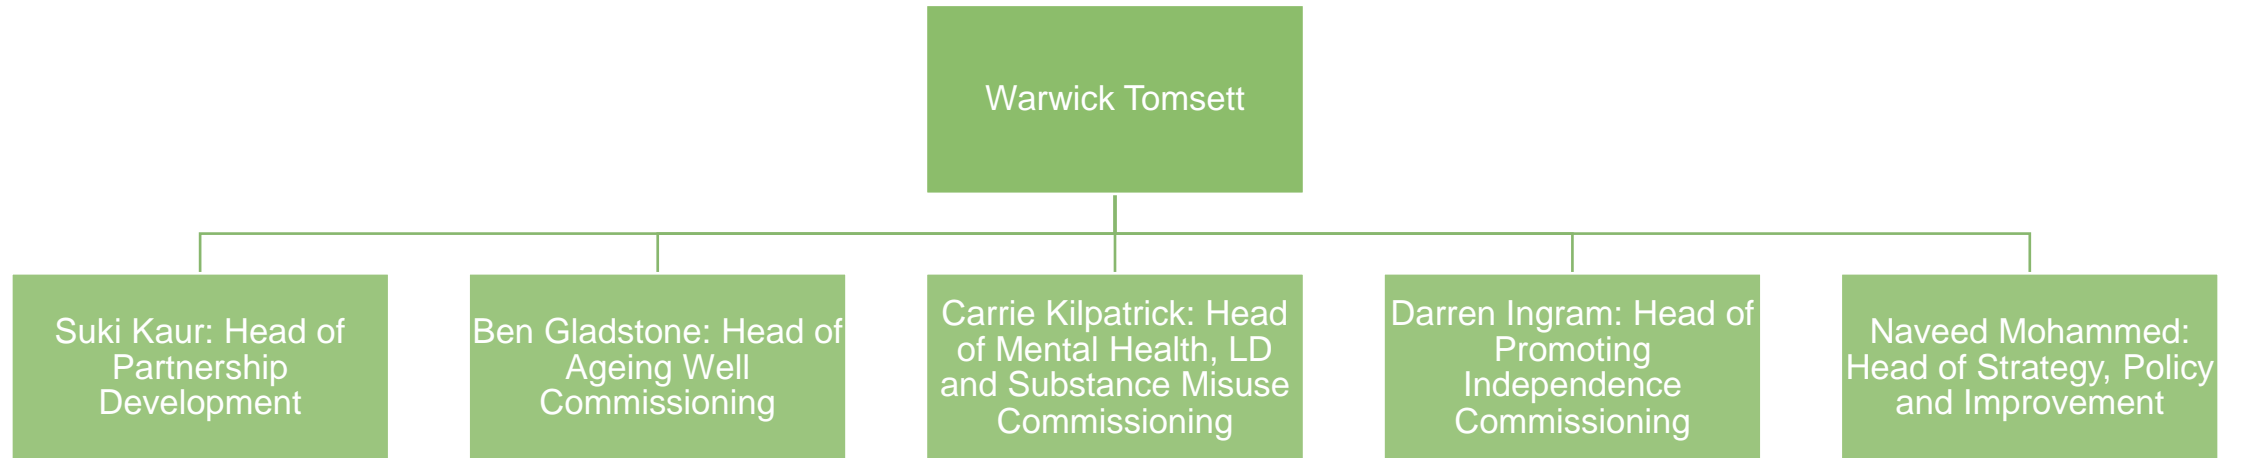 Warwick Tomsett
Suki Kaur: Head of
Partnership
Development
Ben Gladstone: Head of
Ageing Well
Commissioning
Carrie Kilpatrick: Head
of Mental Health, LD
and Substance Misuse
Commissioning
Darren Ingram: Head of
Promoting
Independence
Commissioning
Naveed Mohammed:
Head of Strategy, Policy
and Improvement